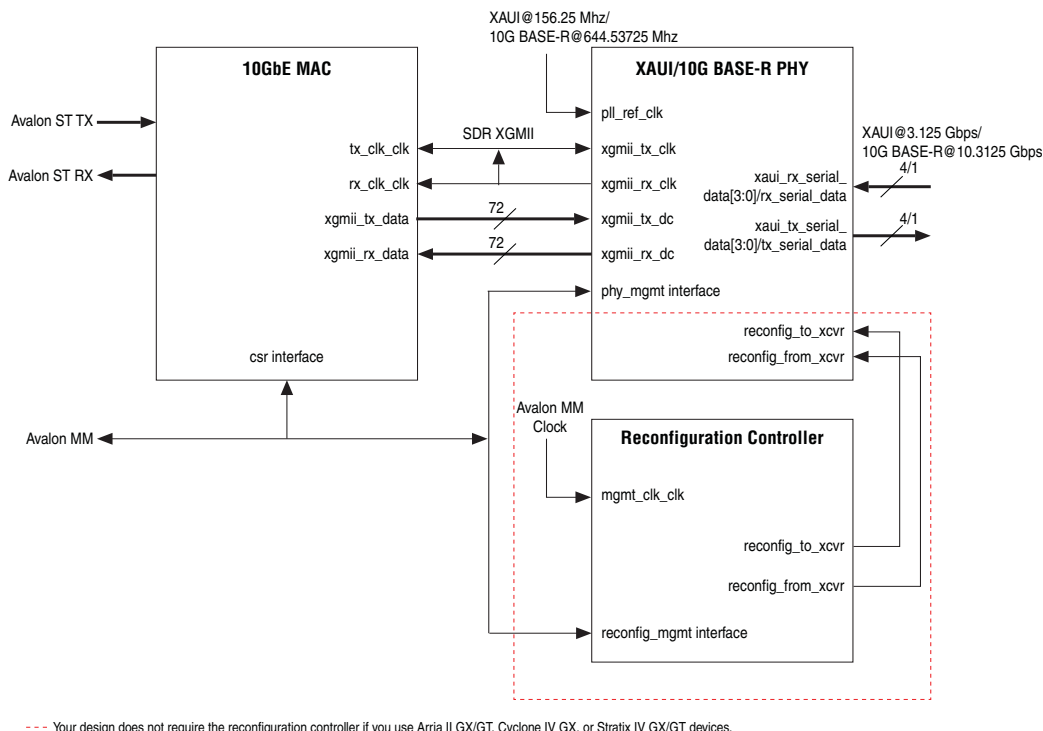 XAUI@156.25 Mhz/
10G BASE-R@644.53725 Mhz
10GbE MAC
XAUI/10G BASE-R PHY
Avalon ST TX
Avalon ST RX
pll_ref_clk
SDR XGMII
tx_clk_clk
xgmii_tx_clk
rx_clk_clk
xgmii_rx_clk
xgmii_tx_data
72
xgmii_tx_dc
xgmii_rx_data
72
xgmii_rx_dc
XAUI@3.125 Gbps/
10G BASE-R@10.3125 Gbps
xaui_rx_serial_
data[3:0]/rx_serial_data
4/1
xaui_tx_serial_
data[3:0]/tx_serial_data
4/1
phy_mgmt interface
reconfig_to_xcvr
reconfig_from_xcvr
csr interface
Avalon MM
Avalon MM
Clock
Reconfiguration Controller
mgmt_clk_clk
reconfig_to_xcvr
reconfig_from_xcvr
reconfig_mgmt interface
Your design does not require the reconfiguration controller if you use Arria II GX/GT, Cyclone IV GX, or Stratix IV GX/GT devices.